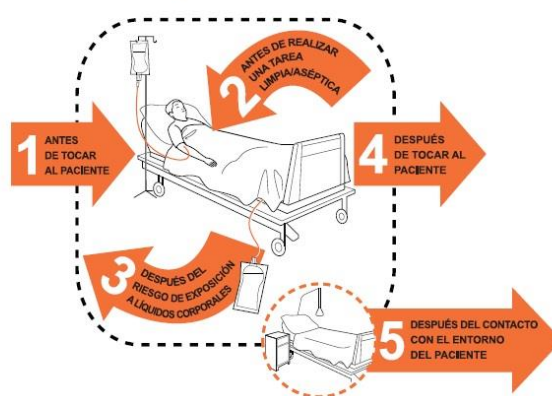 1 ANTES
DE TOCAR
AL PACIENTE
2 ANTES DE REALIZAR
UNA TAREA
LIMPIA/ASÉPTICA
3 DESPUÉS DEL
RIESGO DE EXPOSICIÓN
A LÍQUIDOS CORPORALES
4 DESPUÉS
DE TOCAR AL
PACIENTE
5 DESPUÉS DEL CONTACTO
CON EL ENTORNO
DEL PACIENTE